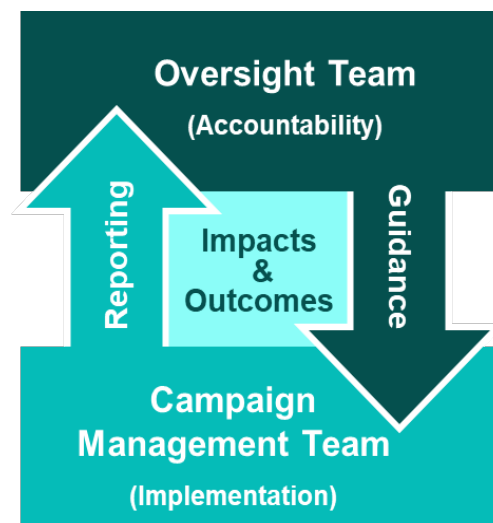 Oversight Team
(Accountability)
Reporting
Impacts
&
Outcomes
Guidance
Campaign
Management Team
(Implementation)